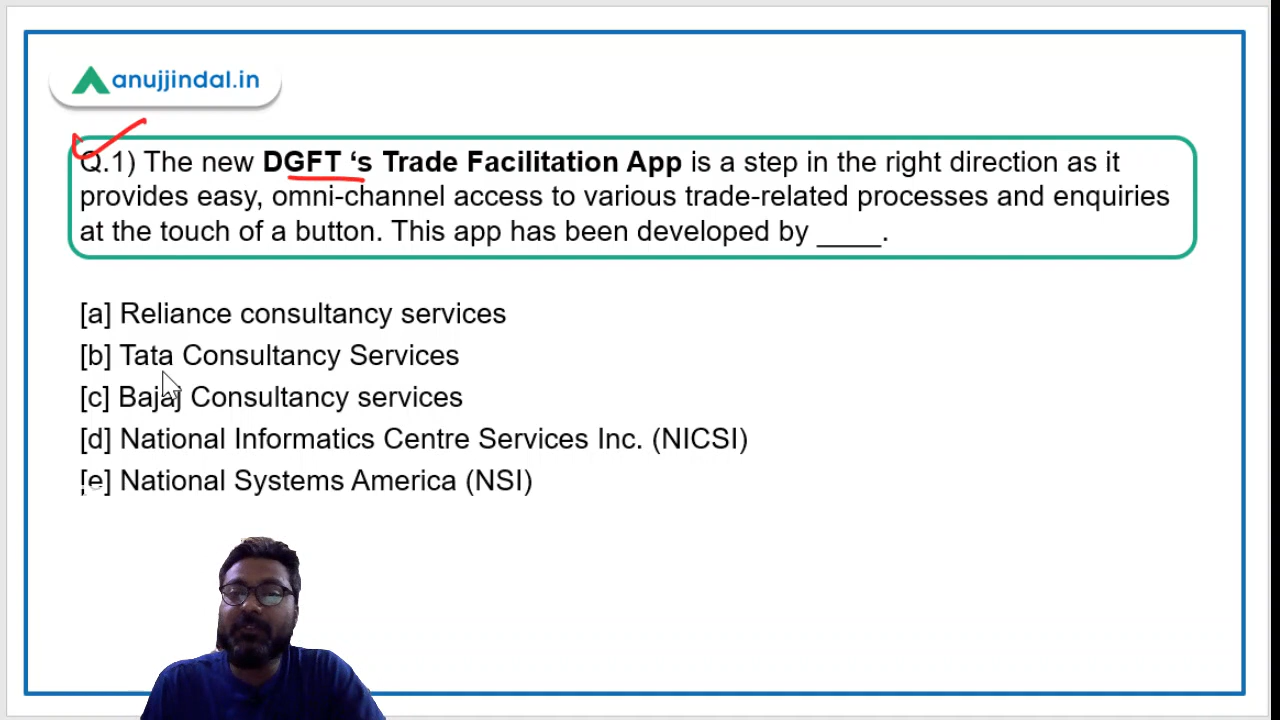 anujjindal.in
Q.1) The new DGFT ‘s Trade Facilitation App is a step in the right direction as it
provides easy, omni-channel access to various trade-related processes and enquiries
at the touch of a button. This app has been developed by ____.
[a] Reliance consultancy services
[b] Tata Consultancy Services
[c] Bajaj Consultancy services
[d] National Informatics Centre Services Inc. (NICSI)
[e] National Systems America (NSI)